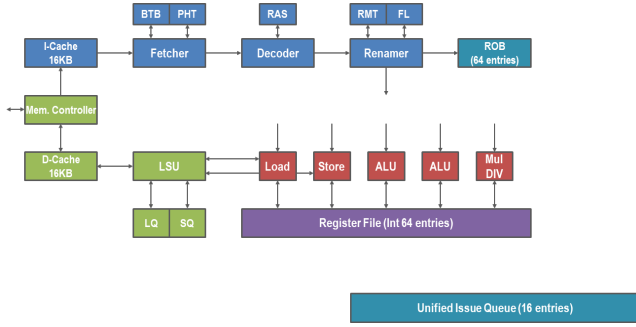 BTB PHT
RAS
RMT FL
I-Cache
16KB
Fetcher
Decoder
Renamer
ROB
(64 entries)
Mem. Controller
D-Cache
16KB
LSU
Load
Store
ALU
ALU
Mul
DIV
LQ SQ
Register File (Int 64 entries)
Unified Issue Queue (16 entries)